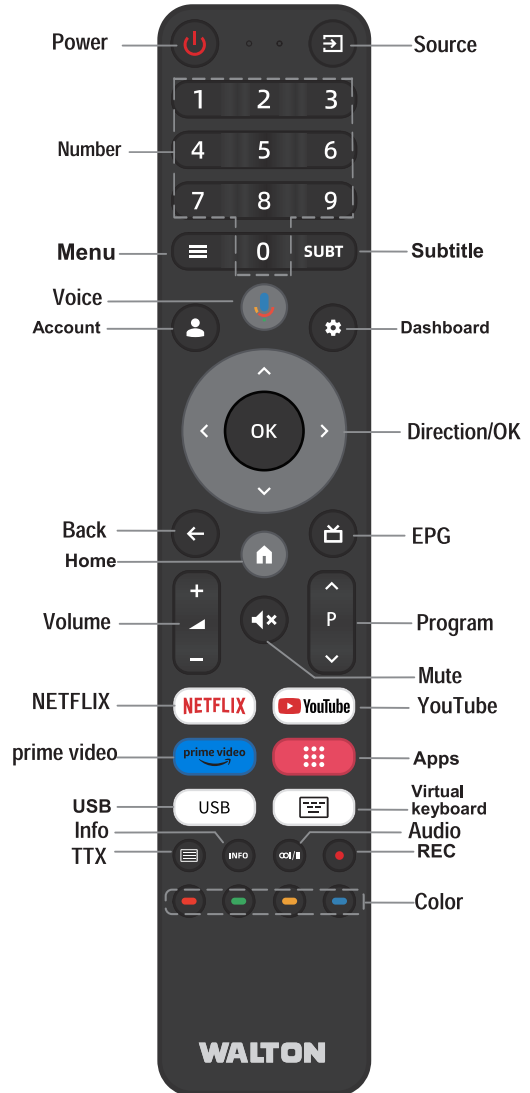 Power
Source
1 2 3
Number
4 5 6
7 8 9
Menu
0
SUBT
Subtitle
Voice
Account
Dashboard
OK
Direction/OK
Back
EPG
Home
Volume
P
Program
Mute
NETFLIX
NETFLIX
YouTube
YouTube
prime video
prime video
Apps
USB
USB
Virtual
keyboard
Info
Audio
TTX
INFO
REC
Color
WALTON